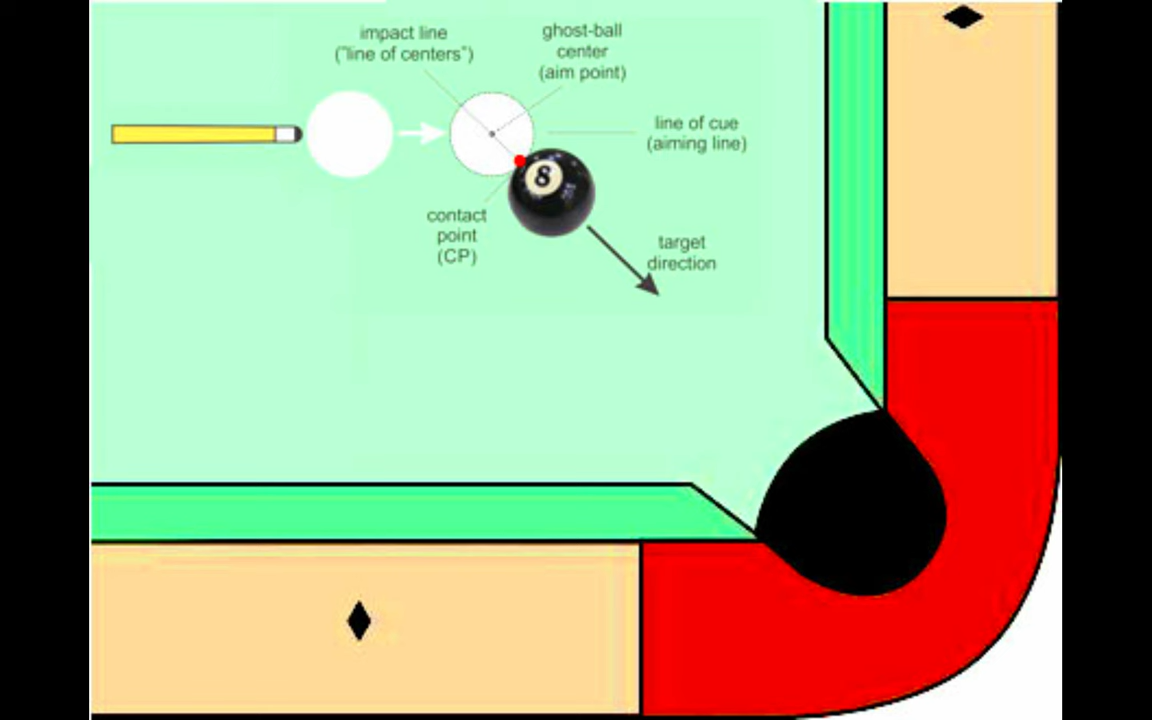 impact line
("line of centers")
ghost-ball
center
(aim point)
line of cue
(aiming line)
8
contact
point
(CP)
target
direction